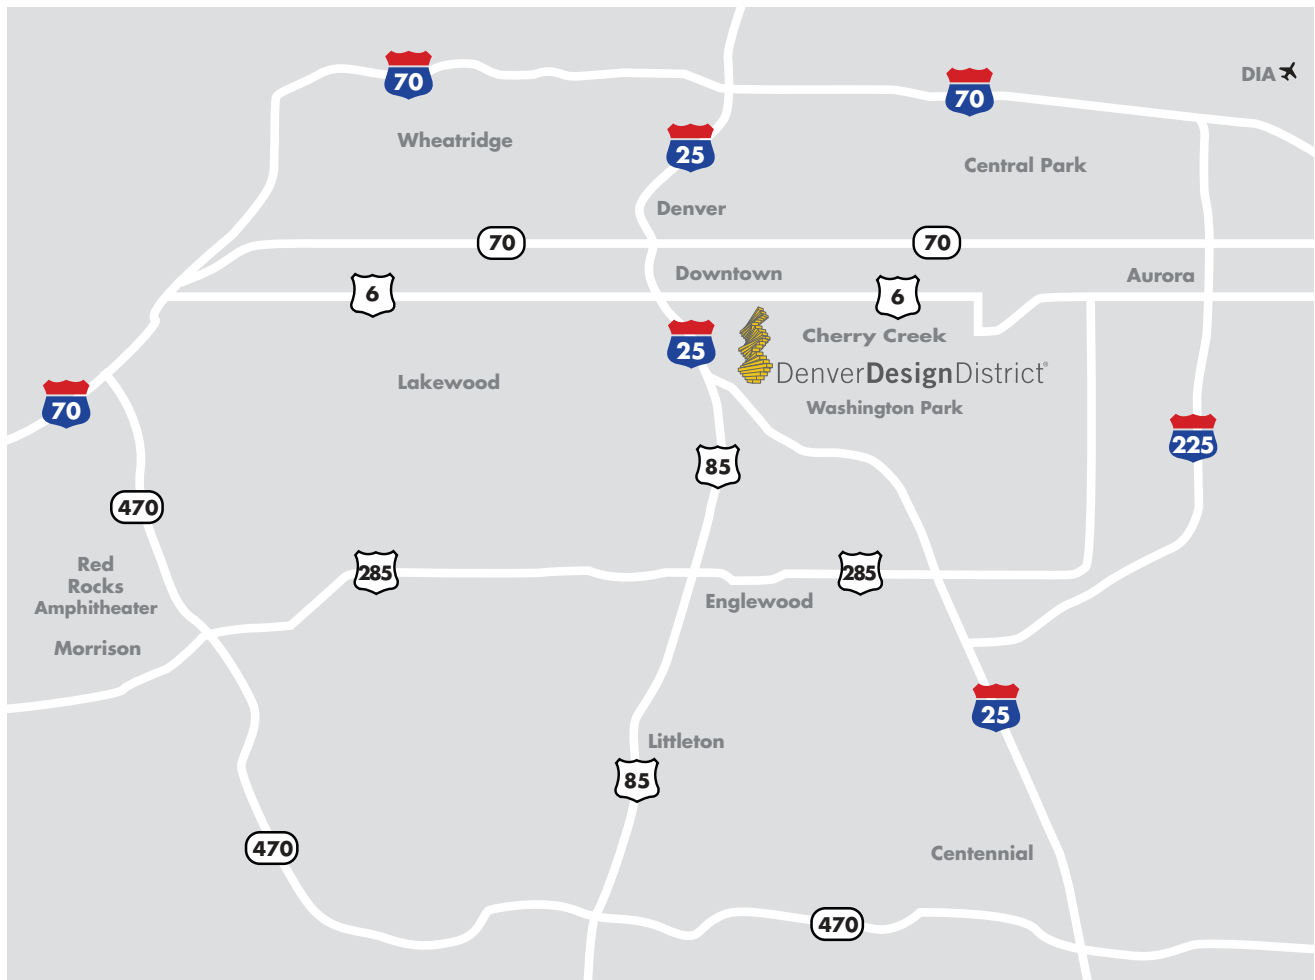 70
70
DIA
25
Wheatridge
Central Park
Denver
70
70
Downtown
Aurora
6
6
Cherry Creek
25
DenverDesignDistrict®
Lakewood
70
Washington Park
225
85
470
Red
Rocks
Amphitheater
285
285
Englewood
Morrison
25
Littleton
85
470
Centennial
470